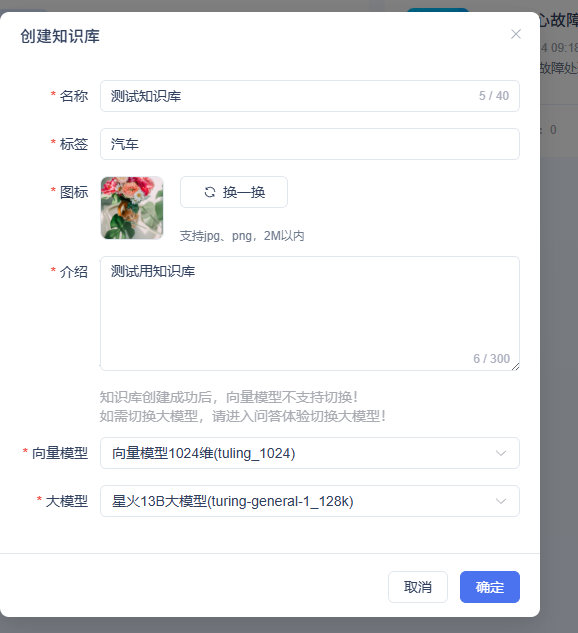 创建知识库
心故障
4 09:18
* 名称 测试知识库 5 / 40
故障处
* 标签 汽车
: 0
* 图标 换一换
支持jpg、png，2M以内
* 介绍 测试用知识库
6 / 300
知识库创建成功后，向量模型不支持切换！
如需切换大模型，请进入问答体验切换大模型！
* 向量模型 向量模型1024维(tuling_1024)
* 大模型 星火13B大模型(turing-general-1_128k)
取消 确定